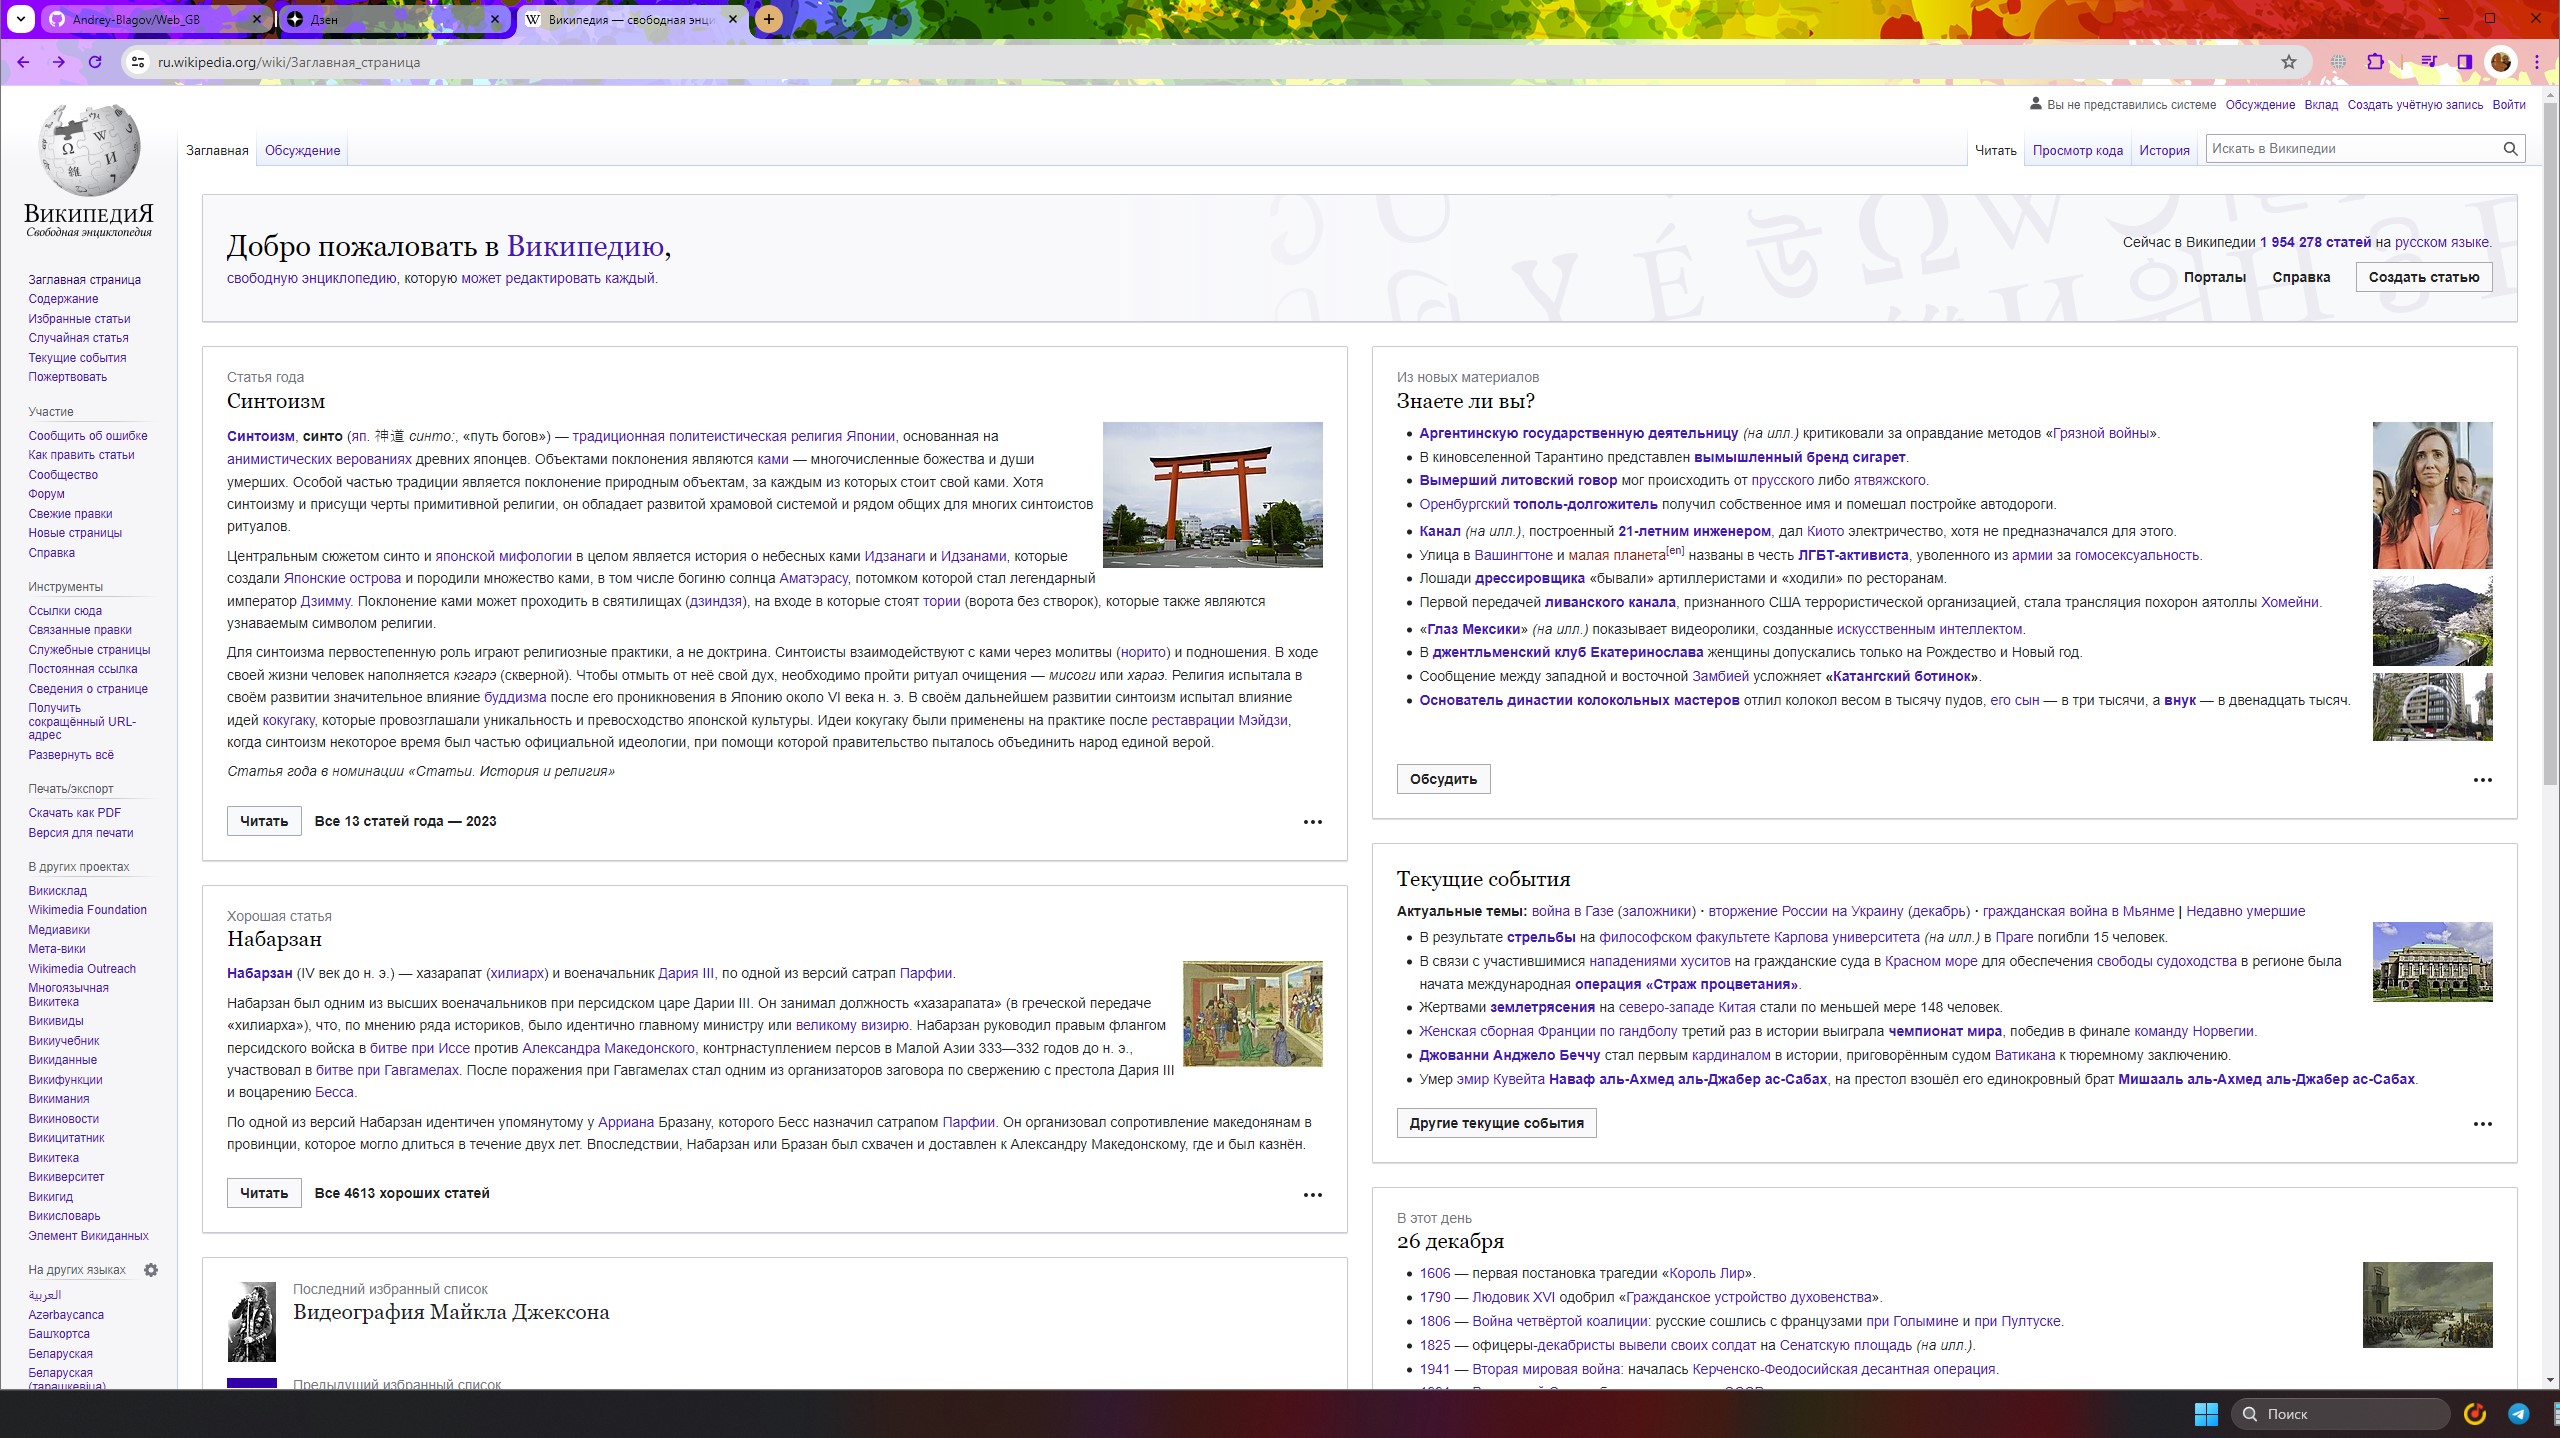 Andrey-Blagov/Web_GB
Дзен
Википедия — свободная энци
ru.wikipedia.org/wiki/Заглавная_страница
Вы не представились системе Обсуждение Вклад Создать учётную запись Войти
ВикипедиЯ
Свободная энциклопедия
Заглавная Обсуждение
Читать Просмотр кода История Искать в Википедии
Заглавная страница
Содержание
Избранные статьи
Случайная статья
Текущие события
Пожертвовать
Участие
Сообщить об ошибке
Как править статьи
Сообщество
Форум
Свежие правки
Новые страницы
Справка
Инструменты
Ссылки сюда
Связанные правки
Служебные страницы
Постоянная ссылка
Сведения о странице
Получить
сокращённый URL-
адрес
Развернуть всё
Печать/экспорт
Скачать как PDF
Версия для печати
В других проектах
Викисклад
Wikimedia Foundation
Медиавики
Мета-вики
Wikimedia Outreach
Многоязычная
Викитека
Викивиды
Викиучебник
Викиданные
Викифункции
Викимания
Викиновости
Викицитатник
Викитека
Викиверситет
Викигид
Викисловарь
Элемент Викиданных
На других языках
العربية
Azərbaycanca
Башҡортса
Беларуская
Беларуская
(тарашкевіца)
Добро пожаловать в Википедию,
свободную энциклопедию, которую может редактировать каждый.
Сейчас в Википедии 1 954 278 статей на русском языке.
Порталы Справка Создать статью
Статья года
Синтоизм
Синтоизм, синто (яп. 神道 синто:, «путь богов») — традиционная политеистическая религия Японии, основанная на
анимистических верованиях древних японцев. Объектами поклонения являются ками — многочисленные божества и души
умерших. Особой частью традиции является поклонение природным объектам, за каждым из которых стоит свой ками. Хотя
синтоизму и присущи черты примитивной религии, он обладает развитой храмовой системой и рядом общих для многих синтоистов
ритуалов.
Центральным сюжетом синто и японской мифологии в целом является история о небесных ками Идзанаги и Идзанами, которые
создали Японские острова и породили множество ками, в том числе богиню солнца Аматэрасу, потомком которой стал легендарный
император Дзимму. Поклонение ками может проходить в святилищах (дзиндзя), на входе в которые стоят тории (ворота без створок), которые также являются
узнаваемым символом религии.
Для синтоизма первостепенную роль играют религиозные практики, а не доктрина. Синтоисты взаимодействуют с ками через молитвы (норито) и подношения. В ходе
своей жизни человек наполняется кэгарэ (скверной). Чтобы отмыть от неё свой дух, необходимо пройти ритуал очищения — мисоги или хараэ. Религия испытала в
своём развитии значительное влияние буддизма после его проникновения в Японию около VI века н. э. В своём дальнейшем развитии синтоизм испытал влияние
идей кокугаку, которые провозглашали уникальность и превосходство японской культуры. Идеи кокугаку были применены на практике после реставрации Мэйдзи,
когда синтоизм некоторое время был частью официальной идеологии, при помощи которой правительство пыталось объединить народ единой верой.
Статья года в номинации «Статьи. История и религия»
Читать Все 13 статей года — 2023
Хорошая статья
Набарзан
Набарзан (IV век до н. э.) — хазарапат (хилиарх) и военачальник Дария III, по одной из версий сатрап Парфии.
Набарзан был одним из высших военачальников при персидском царе Дарии III. Он занимал должность «хазарапата» (в греческой передаче
«хилиарха»), что, по мнению ряда историков, было идентично главному министру или великому визирю. Набарзан руководил правым флангом
персидского войска в битве при Иссе против Александра Македонского, контрнаступлением персов в Малой Азии 333—332 годов до н. э.,
участвовал в битве при Гавгамелах. После поражения при Гавгамелах стал одним из организаторов заговора по свержению с престола Дария III
и воцарению Бесса.
По одной из версий Набарзан идентичен упомянутому у Арриана Бразану, которого Бесс назначил сатрапом Парфии. Он организовал сопротивление македонянам в
провинции, которое могло длиться в течение двух лет. Впоследствии, Набарзан или Бразан был схвачен и доставлен к Александру Македонскому, где и был казнён.
Читать Все 4613 хороших статей
Последний избранный список
Видеография Майкла Джексона
Предыдущий избранный список
Из новых материалов
Знаете ли вы?
Аргентинскую государственную деятельницу (на илл.) критиковали за оправдание методов «Грязной войны».
В киновселенной Тарантино представлен вымышленный бренд сигарет.
Вымерший литовский говор мог происходить от прусского либо ятвяжского.
Оренбургский тополь-долгожитель получил собственное имя и помешал постройке автодороги.
Канал (на илл.), построенный 21-летним инженером, дал Киото электричество, хотя не предназначался для этого.
Улица в Вашингтоне и малая планета[en] названы в честь ЛГБТ-активиста, уволенного из армии за гомосексуальность.
Лошади дрессировщика «бывали» артиллеристами и «ходили» по ресторанам.
Первой передачей ливанского канала, признанного США террористической организацией, стала трансляция похорон аятоллы Хомейни.
«Глаз Мексики» (на илл.) показывает видеоролики, созданные искусственным интеллектом.
В джентльменский клуб Екатеринослава женщины допускались только на Рождество и Новый год.
Сообщение между западной и восточной Замбией усложняет «Катангский ботинок».
Основатель династии колокольных мастеров отлил колокол весом в тысячу пудов, его сын — в три тысячи, а внук — в двенадцать тысяч.
Обсудить
Текущие события
Актуальные темы: война в Газе (заложники) · вторжение России на Украину (декабрь) · гражданская война в Мьянме | Недавно умершие
В результате стрельбы на философском факультете Карлова университета (на илл.) в Праге погибли 15 человек.
В связи с участившимися нападениями хуситов на гражданские суда в Красном море для обеспечения свободы судоходства в регионе была
начата международная операция «Страж процветания».
Жертвами землетрясения на северо-западе Китая стали по меньшей мере 148 человек.
Женская сборная Франции по гандболу третий раз в истории выиграла чемпионат мира, победив в финале команду Норвегии.
Джованни Анджело Беччу стал первым кардиналом в истории, приговорённым судом Ватикана к тюремному заключению.
Умер эмир Кувейта Наваф аль-Ахмед аль-Джабер ас-Сабах, на престол взошёл его единокровный брат Мишааль аль-Ахмед аль-Джабер ас-Сабах.
Другие текущие события
В этот день
26 декабря
1606 — первая постановка трагедии «Король Лир».
1790 — Людовик XVI одобрил «Гражданское устройство духовенства».
1806 — Война четвёртой коалиции: русские сошлись с французами при Голымине и при Пултуске.
1825 — офицеры-декабристы вывели своих солдат на Сенатскую площадь (на илл.).
1941 — Вторая мировая война: началась Керченско-Феодосийская десантная операция.
Поиск